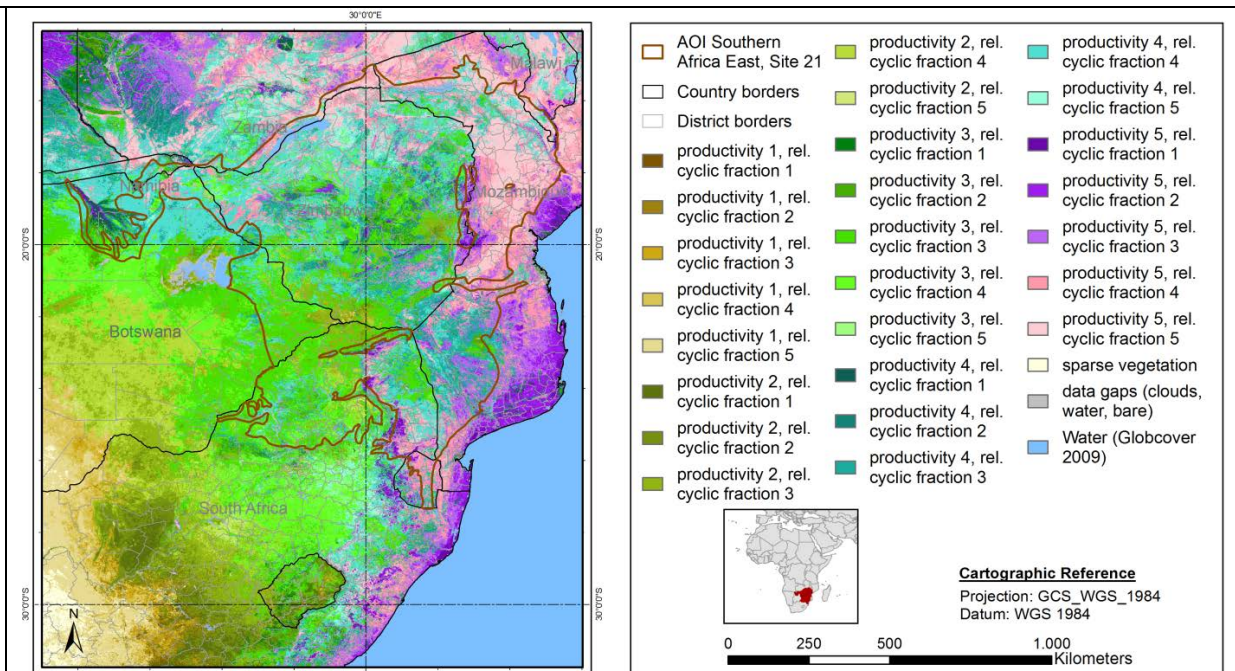 30°0'0"E
Malawi
Zambia
Namibia
Mozambique
Zimbabwe
20°0'0"S
20°0'0"S
Botswana
South Africa
30°0'0"S
30°0'0"S
N
30°0'0"E
AOI Southern
Africa East, Site 21
Country borders
District borders
productivity 1, rel.
cyclic fraction 1
productivity 1, rel.
cyclic fraction 2
productivity 1, rel.
cyclic fraction 3
productivity 1, rel.
cyclic fraction 4
productivity 1, rel.
cyclic fraction 5
productivity 2, rel.
cyclic fraction 1
productivity 2, rel.
cyclic fraction 2
productivity 2, rel.
cyclic fraction 3
productivity 2, rel.
cyclic fraction 4
productivity 2, rel.
cyclic fraction 5
productivity 3, rel.
cyclic fraction 1
productivity 3, rel.
cyclic fraction 2
productivity 3, rel.
cyclic fraction 3
productivity 3, rel.
cyclic fraction 4
productivity 3, rel.
cyclic fraction 5
productivity 4, rel.
cyclic fraction 1
productivity 4, rel.
cyclic fraction 2
productivity 4, rel.
cyclic fraction 3
productivity 4, rel.
cyclic fraction 4
productivity 4, rel.
cyclic fraction 5
productivity 5, rel.
cyclic fraction 1
productivity 5, rel.
cyclic fraction 2
productivity 5, rel.
cyclic fraction 3
productivity 5, rel.
cyclic fraction 4
productivity 5, rel.
cyclic fraction 5
sparse vegetation
data gaps (clouds,
water, bare)
Water (Globcover
2009)
Cartographic Reference
Projection: GCS_WGS_1984
Datum: WGS 1984
0 250 500 1.000
Kilometers